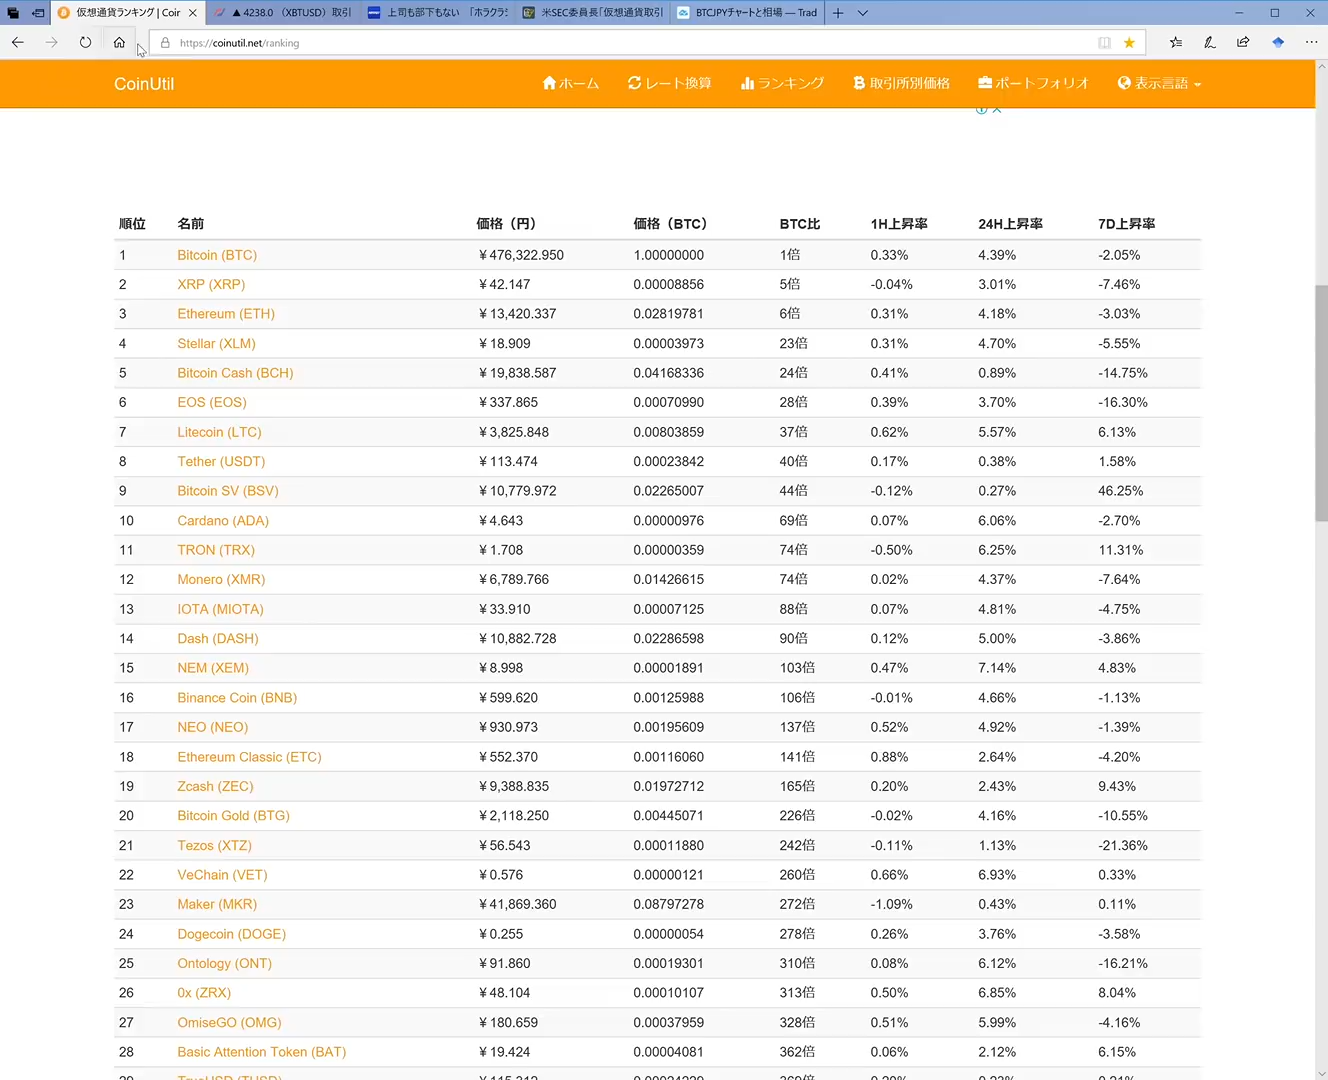 仮想通貨ランキング | Coin
▲ 4238.0 （XBTUSD）取引
上司も部下もない 「ホラクラシ
米SEC委員長「仮想通貨取引
BTCJPYチャートと相場 — Trad
https://coinutil.net/ranking
CoinUtil ホーム レート換算 ランキング 取引所別価格 ポートフォリオ 表示言語
順位 名前 価格（円） 価格（BTC） BTC比 1H上昇率 24H上昇率 7D上昇率
1 Bitcoin (BTC) ¥476,322.950 1.00000000 1倍 0.33% 4.39% -2.05%
2 XRP (XRP) ¥42.147 0.00008856 5倍 -0.04% 3.01% -7.46%
3 Ethereum (ETH) ¥13,420.337 0.02819781 6倍 0.31% 4.18% -3.03%
4 Stellar (XLM) ¥18.909 0.00003973 23倍 0.31% 4.70% -5.55%
5 Bitcoin Cash (BCH) ¥19,838.587 0.04168336 24倍 0.41% 0.89% -14.75%
6 EOS (EOS) ¥337.865 0.00070990 28倍 0.39% 3.70% -16.30%
7 Litecoin (LTC) ¥3,825.848 0.00803859 37倍 0.62% 5.57% 6.13%
8 Tether (USDT) ¥113.474 0.00023842 40倍 0.17% 0.38% 1.58%
9 Bitcoin SV (BSV) ¥10,779.972 0.02265007 44倍 -0.12% 0.27% 46.25%
10 Cardano (ADA) ¥4.643 0.00000976 69倍 0.07% 6.06% -2.70%
11 TRON (TRX) ¥1.708 0.00000359 74倍 -0.50% 6.25% 11.31%
12 Monero (XMR) ¥6,789.766 0.01426615 74倍 0.02% 4.37% -7.64%
13 IOTA (MIOTA) ¥33.910 0.00007125 88倍 0.07% 4.81% -4.75%
14 Dash (DASH) ¥10,882.728 0.02286598 90倍 0.12% 5.00% -3.86%
15 NEM (XEM) ¥8.998 0.00001891 103倍 0.47% 7.14% 4.83%
16 Binance Coin (BNB) ¥599.620 0.00125988 106倍 -0.01% 4.66% -1.13%
17 NEO (NEO) ¥930.973 0.00195609 137倍 0.52% 4.92% -1.39%
18 Ethereum Classic (ETC) ¥552.370 0.00116060 141倍 0.88% 2.64% -4.20%
19 Zcash (ZEC) ¥9,388.835 0.01972712 165倍 0.20% 2.43% 9.43%
20 Bitcoin Gold (BTG) ¥2,118.250 0.00445071 226倍 -0.02% 4.16% -10.55%
21 Tezos (XTZ) ¥56.543 0.00011880 242倍 -0.11% 1.13% -21.36%
22 VeChain (VET) ¥0.576 0.00000121 260倍 0.66% 6.93% 0.33%
23 Maker (MKR) ¥41,869.360 0.08797278 272倍 -1.09% 0.43% 0.11%
24 Dogecoin (DOGE) ¥0.255 0.00000054 278倍 0.26% 3.76% -3.58%
25 Ontology (ONT) ¥91.860 0.00019301 310倍 0.08% 6.12% -16.21%
26 0x (ZRX) ¥48.104 0.00010107 313倍 0.50% 6.85% 8.04%
27 OmiseGO (OMG) ¥180.659 0.00037959 328倍 0.51% 5.99% -4.16%
28 Basic Attention Token (BAT) ¥19.424 0.00004081 362倍 0.06% 2.12% 6.15%